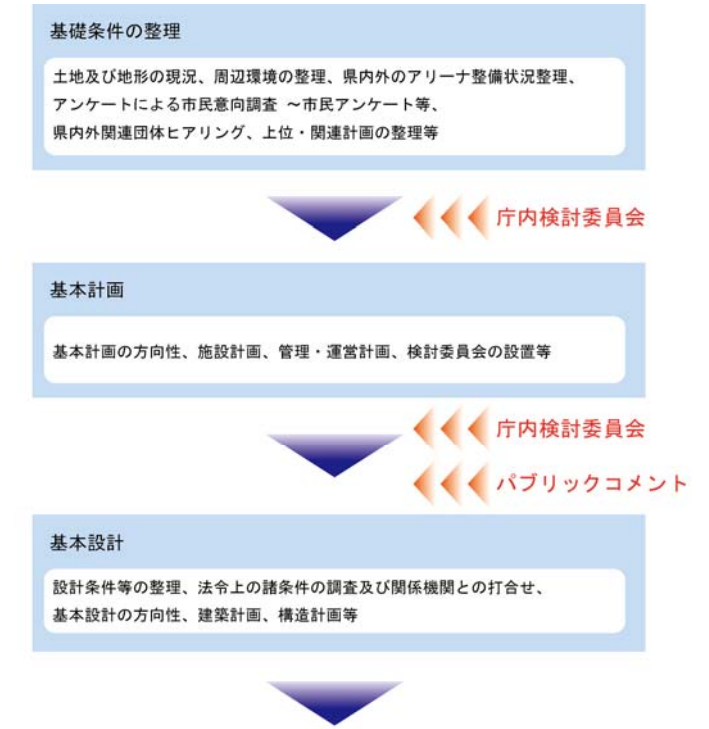 基礎条件の整理
土地及び地形の現況、周辺環境の整理、県内外のアリーナ整備状況整理、
アンケートによる市民意向調査 ～市民アンケート等、
県内外関連団体ヒアリング、上位・関連計画の整理等
庁内検討委員会
基本計画
基本計画の方向性、施設計画、管理・運営計画、検討委員会の設置等
庁内検討委員会
パブリックコメント
基本設計
設計条件等の整理、法令上の諸条件の調査及び関係機関との打合せ、
基本設計の方向性、建築計画、構造計画等